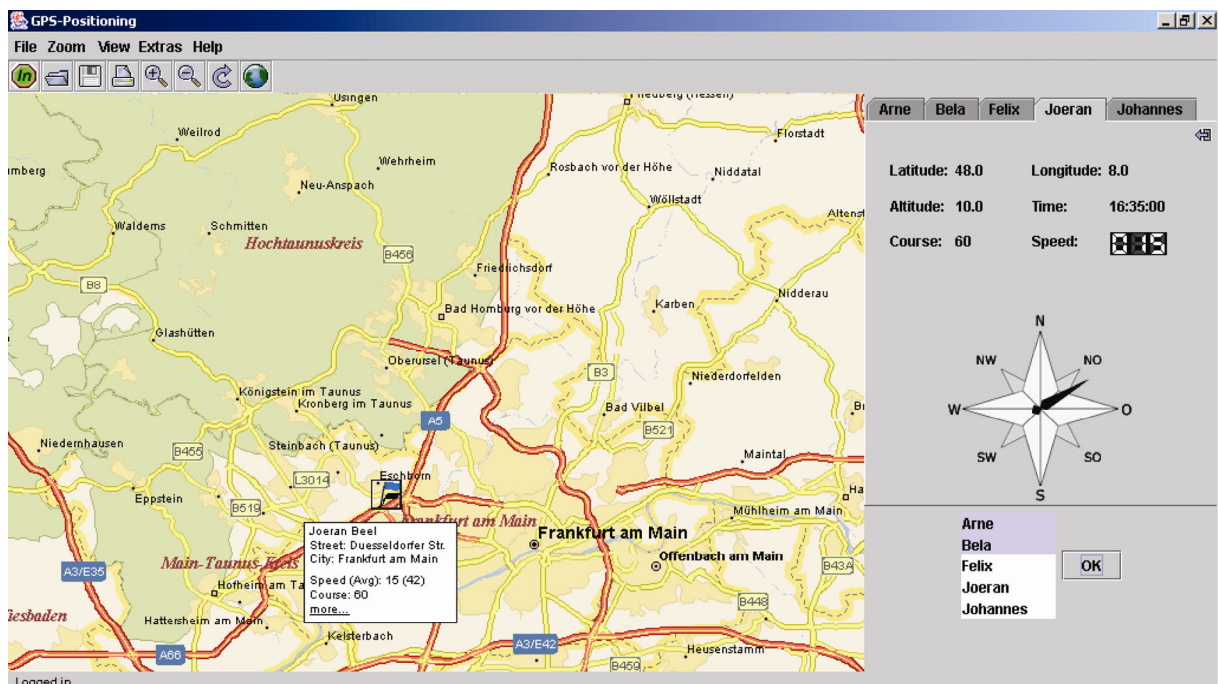 GPS-Positioning
File Zoom View Extras Help
In
Usingen
Friedberg (Hessen)
Weilrod
Florstadt
Wehrheim
Rosbach vor der Höhe
Niddatal
Neu-Anspach
Wöllstadt
Waldems
Schmitten
Altenst
Hochtaunuskreis
B456
Friedrichsdorf
B8
Bad Homburg vor der Höhe
Karben
Nidderau
Glashütten
Oberursel (Taunus)
B3
Niederdorfelden
Königstein im Taunus
Kronberg im Taunus
A5
Bad Vilbel
B521
Niedernhausen
B455
Steinbach (Taunus)
Maintal
L3014
Eschborn
Eppstein
B519
Frankfurt am Main
Mühlheim am Main
Frankfurt am Main
Main-Taunus-Kreis
Offenbach am Main
A3/E35
B43A
Hofheim am Ta
B448
Hattersheim am Main
Kelsterbach
A3/E42
Heusenstamm
A66
B459
Joeran Beel
Street: Duesseldorfer Str.
City: Frankfurt am Main
Speed (Avg): 15 (42)
Course: 60
more...
Arne Bela Felix Joeran Johannes
Latitude: 48.0 Longitude: 8.0
Altitude: 10.0 Time: 16:35:00
Course: 60 Speed: 15
N
NW NO
W O
SW SO
S
Arne
Bela
Felix
Joeran
Johannes
OK
Logged in